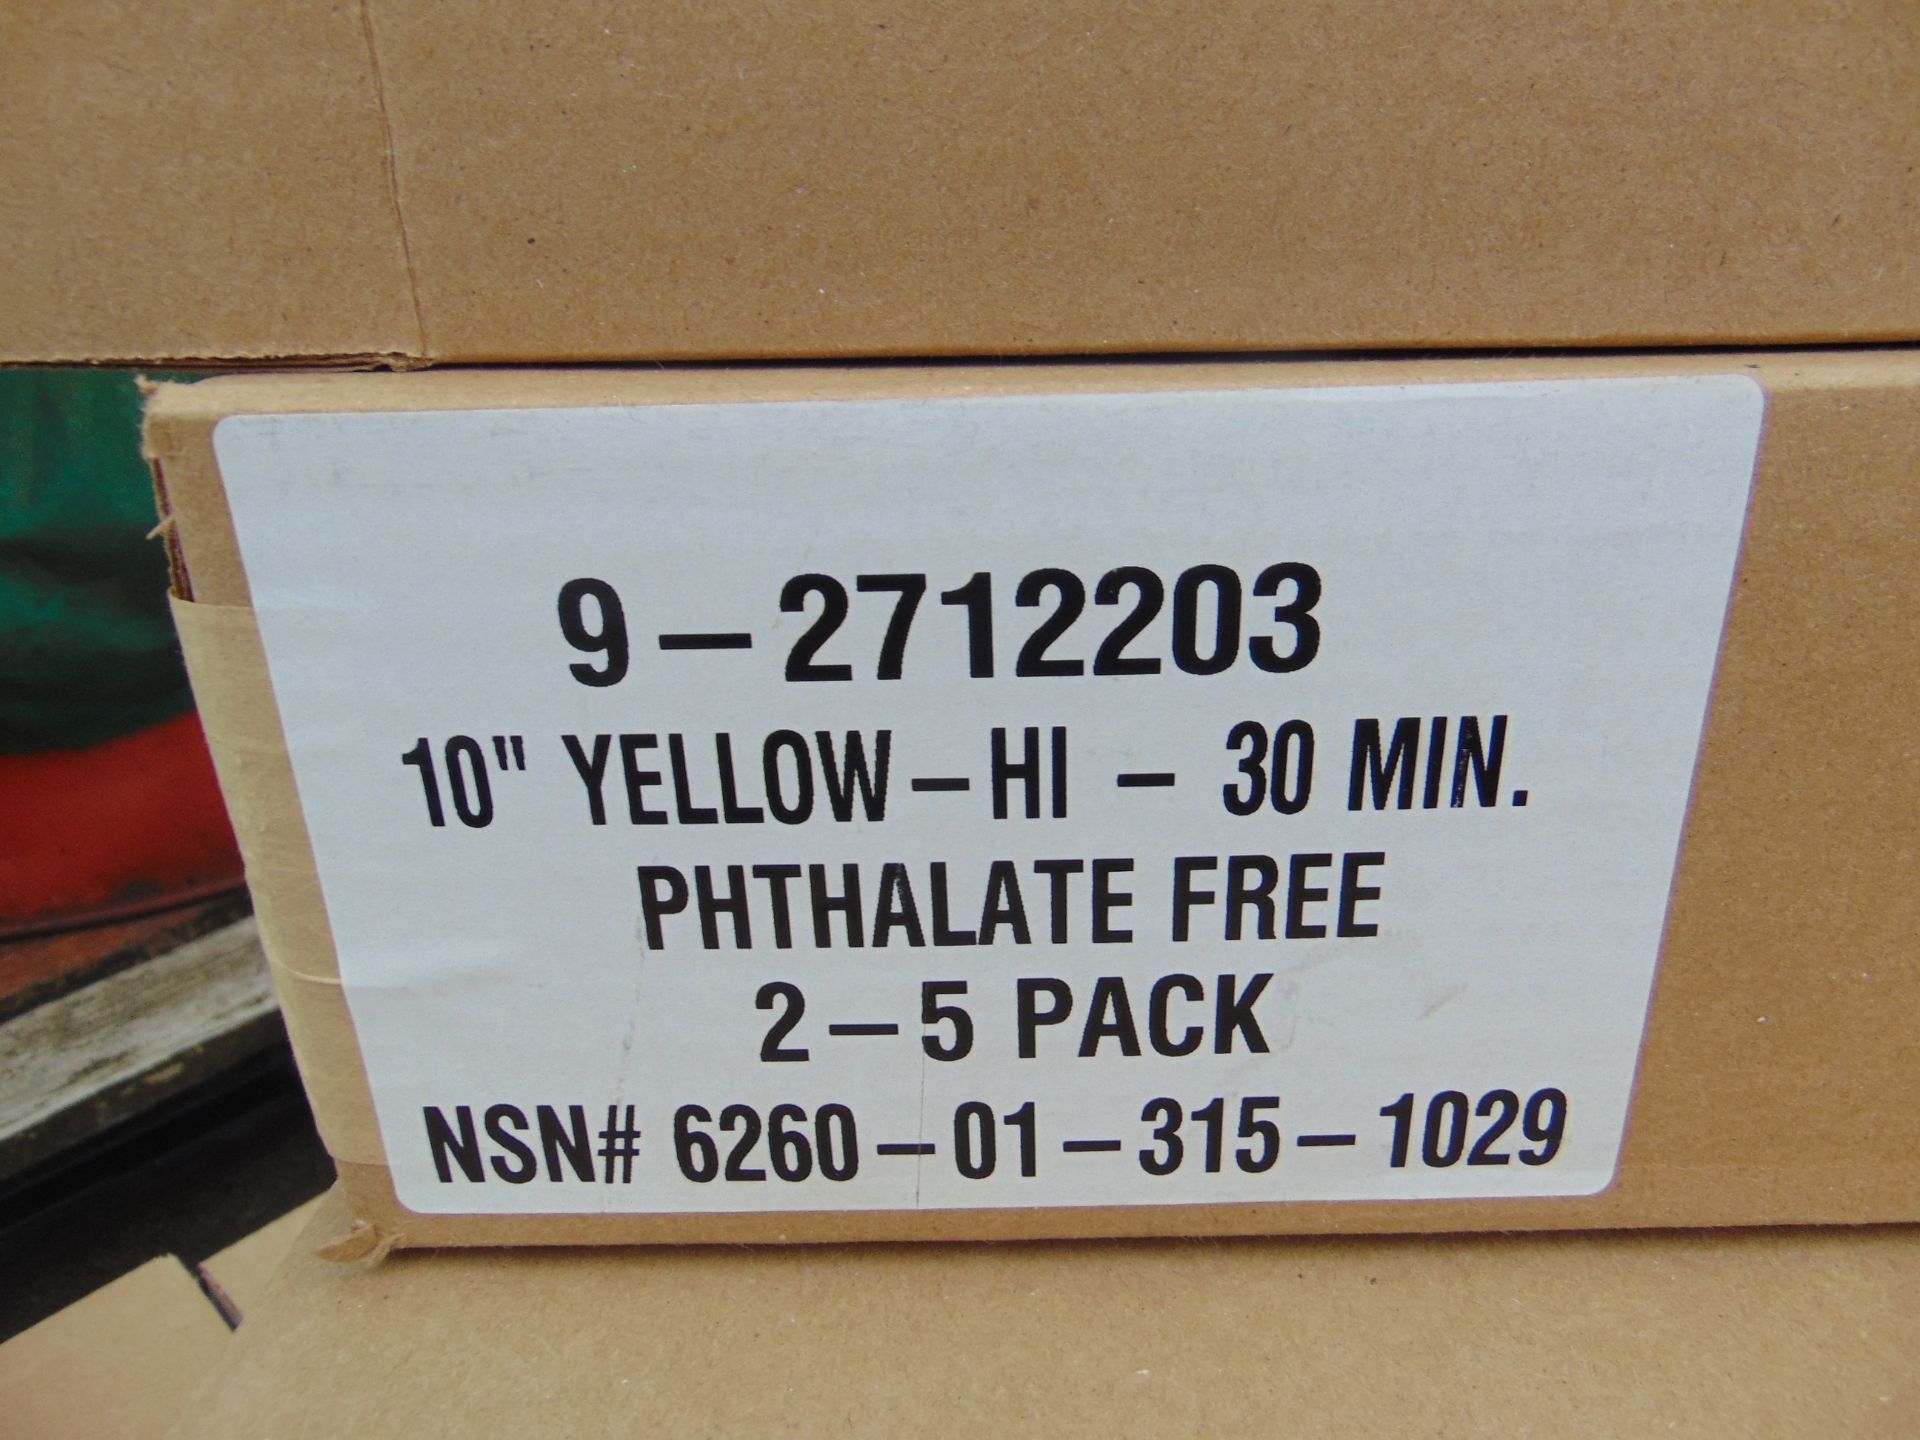 9-2712203
10" YELLOW-HI - 30 MIN.
PHTHALATE FREE
2-5 PACK
NSN# 6260-01-315-1029